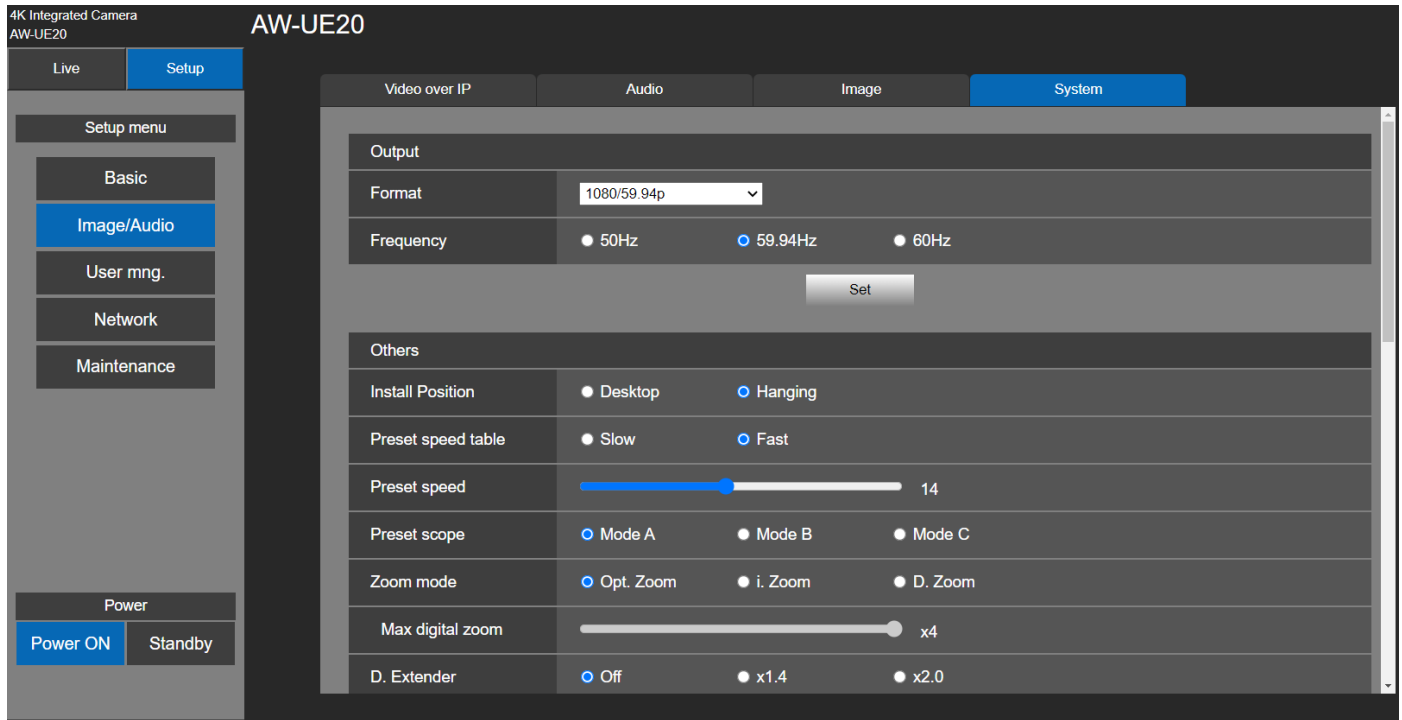 4K Integrated Camera
AW-UE20
AW-UE20
Live Setup
Setup menu
Basic
Image/Audio
User mng.
Network
Maintenance
Power
Power ON Standby
Video over IP Audio Image System
Output
Format 1080/59.94p
Frequency 50Hz 59.94Hz 60Hz
Set
Others
Install Position Desktop Hanging
Preset speed table Slow Fast
Preset speed 14
Preset scope Mode A Mode B Mode C
Zoom mode Opt. Zoom i. Zoom D. Zoom
Max digital zoom x4
D. Extender Off x1.4 x2.0